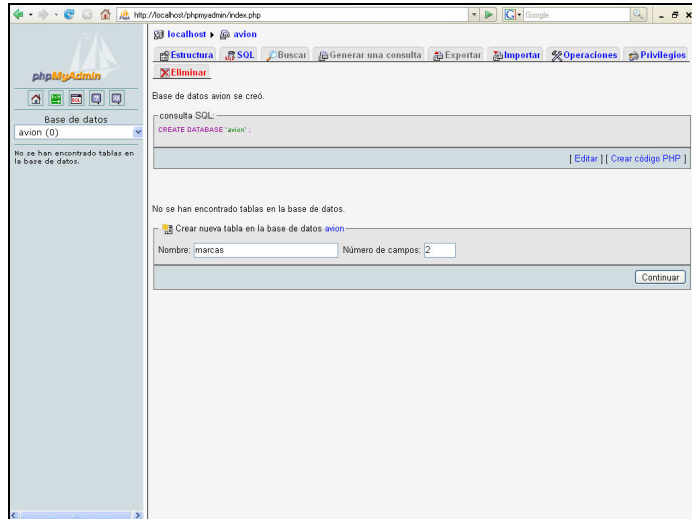 http://localhost/phpmyadmin/index.php
Google
phpMyAdmin
Base de datos
avion (0)
No se han encontrado tablas en
la base de datos.
localhost ▸ avion
Estructura SQL Buscar Generar una consulta Exportar Importar Operaciones Privilegios
Eliminar
Base de datos avion se creó.
consulta SQL:
CREATE DATABASE `avion` ;
[ Editar ] [ Crear código PHP ]
No se han encontrado tablas en la base de datos.
Crear nueva tabla en la base de datos avion
Nombre: marcas Número de campos: 2
Continuar